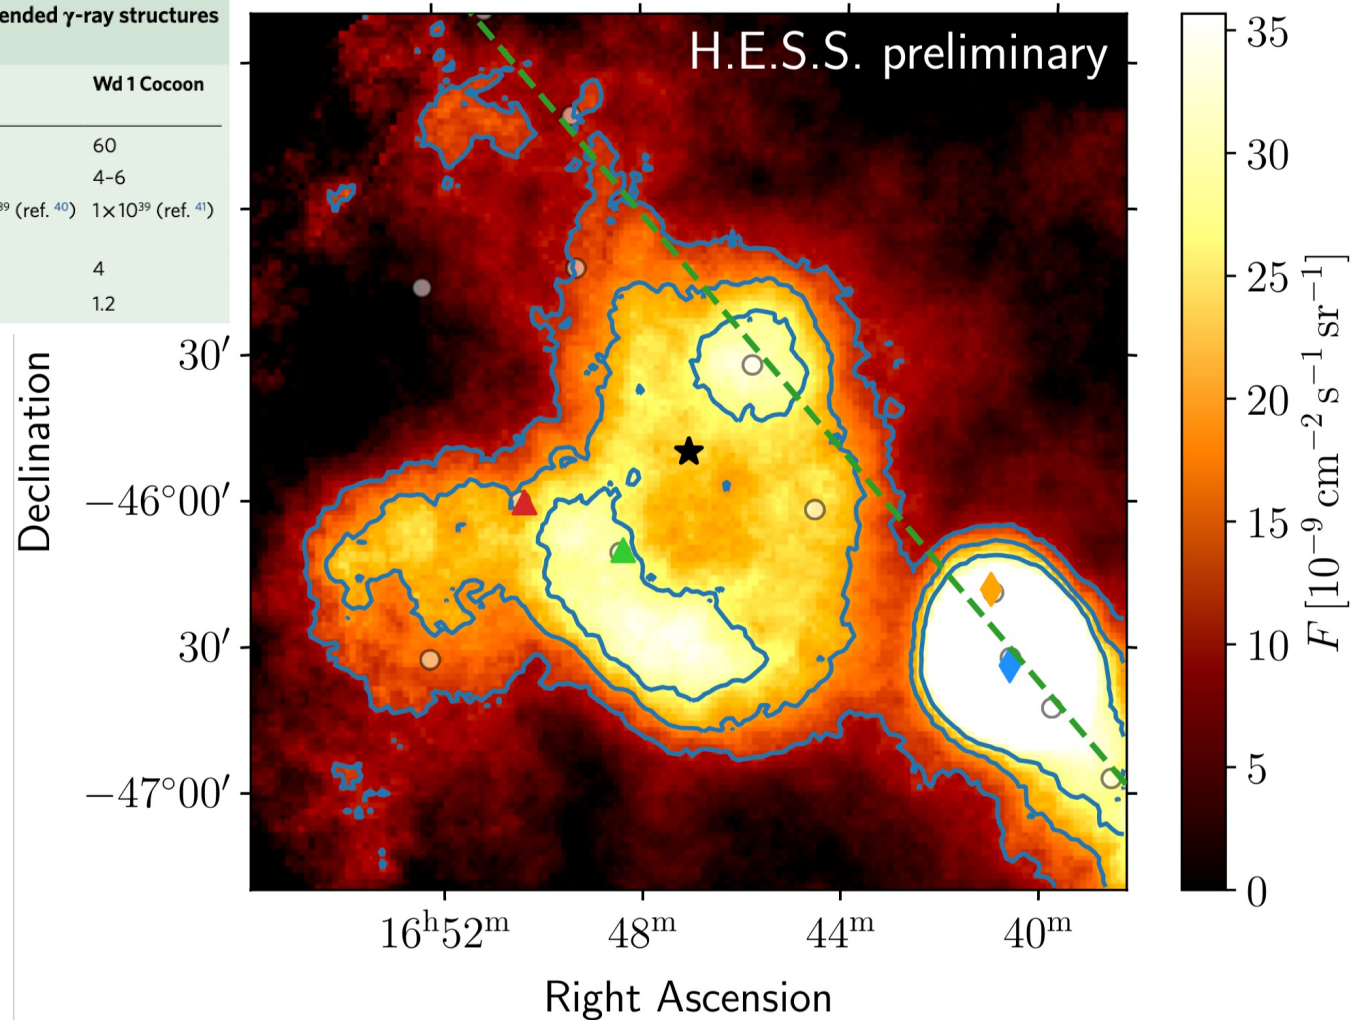 ended γ-ray structures
Wd 1 Cocoon
60
4–6
³⁹ (ref. ⁴⁰) 1×10³⁹ (ref. ⁴¹)
4
1.2
H.E.S.S. preliminary
30′
−46°00′
30′
−47°00′
Declination
16ʰ52ᵐ 48ᵐ 44ᵐ 40ᵐ
Right Ascension
35
30
25
20
15
10
5
0
F [10⁻⁹ cm⁻² s⁻¹ sr⁻¹]